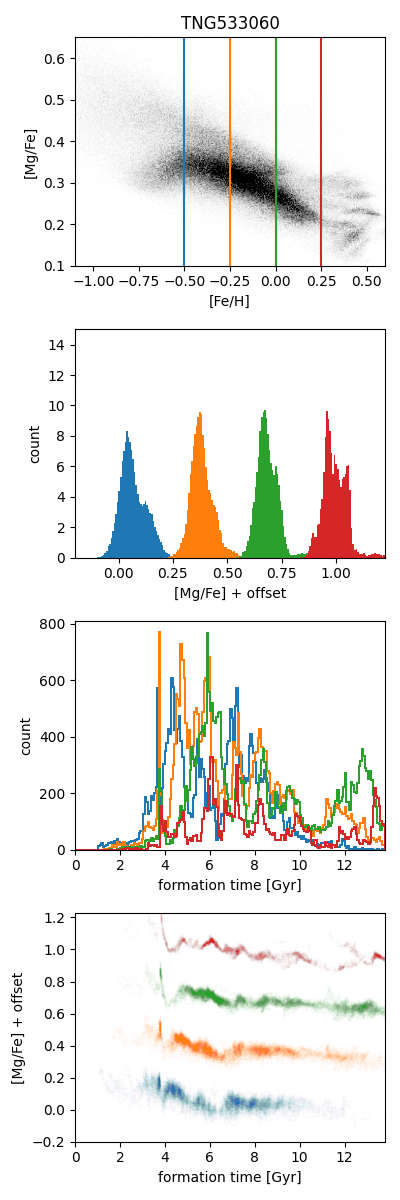 TNG533060
0.6
0.5
0.4
0.3
0.2
0.1
[Mg/Fe]
−1.00 −0.75 −0.50 −0.25 0.00 0.25 0.50
[Fe/H]
14
12
10
8
6
4
2
0
count
0.00 0.25 0.50 0.75 1.00
[Mg/Fe] + offset
800
600
400
200
0
count
0 2 4 6 8 10 12
formation time [Gyr]
1.2
1.0
0.8
0.6
0.4
0.2
0.0
−0.2
[Mg/Fe] + offset
0 2 4 6 8 10 12
formation time [Gyr]